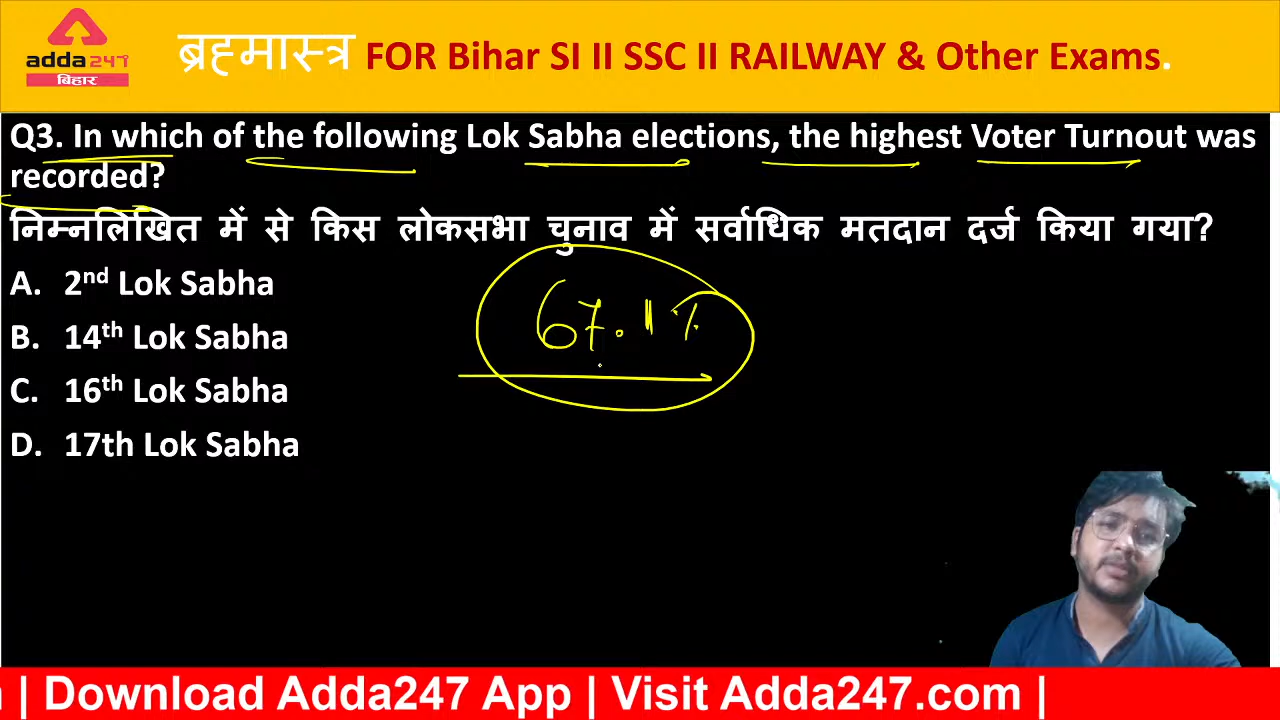 adda247
बिहार
ब्रह्मास्त्र FOR Bihar SI II SSC II RAILWAY & Other Exams.
Q3. In which of the following Lok Sabha elections, the highest Voter Turnout was
recorded?
निम्नलिखित में से किस लोकसभा चुनाव में सर्वाधिक मतदान दर्ज किया गया?
A. 2nd Lok Sabha
67.1%
B. 14th Lok Sabha
C. 16th Lok Sabha
D. 17th Lok Sabha
| Download Adda247 App | Visit Adda247.com |